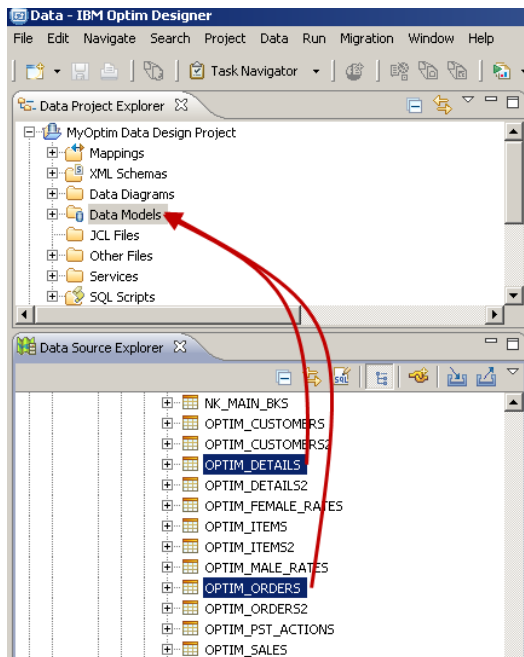 Data - IBM Optim Designer
File Edit Navigate Search Project Data Run Migration Window Help
Task Navigator
Data Project Explorer
MyOptim Data Design Project
Mappings
XML Schemas
Data Diagrams
Data Models
JCL Files
Other Files
Services
SQL Scripts
Data Source Explorer
SQL
NK_MAIN_BKS
OPTIM_CUSTOMERS
OPTIM_CUSTOMERS2
OPTIM_DETAILS
OPTIM_DETAILS2
OPTIM_FEMALE_RATES
OPTIM_ITEMS
OPTIM_ITEMS2
OPTIM_MALE_RATES
OPTIM_ORDERS
OPTIM_ORDERS2
OPTIM_PST_ACTIONS
OPTIM_SALES